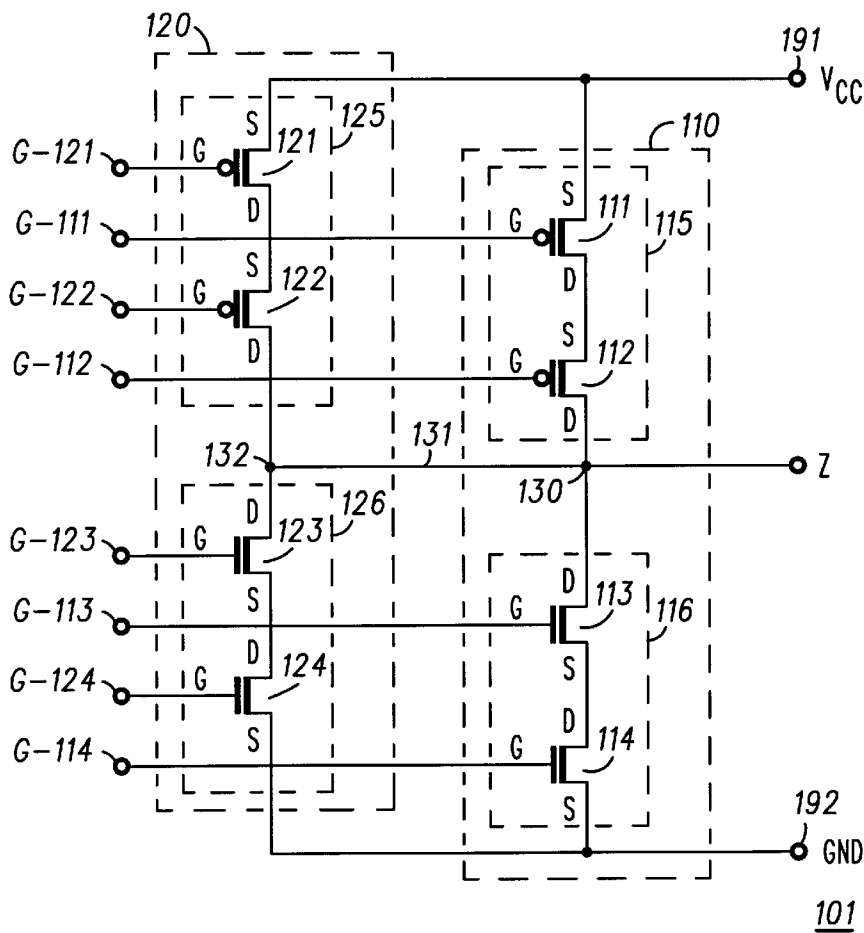 120
191
V_CC
S
125
110
G-121
G
121
S
D
G-111
G
111
115
S
D
G-122
G
122
S
D
G-112
G
112
D
132
131
130
Z
D
126
G-123
G
123
D
S
G-113
G
113
116
D
S
G-124
G
124
D
S
G-114
G
114
S
192
GND
101